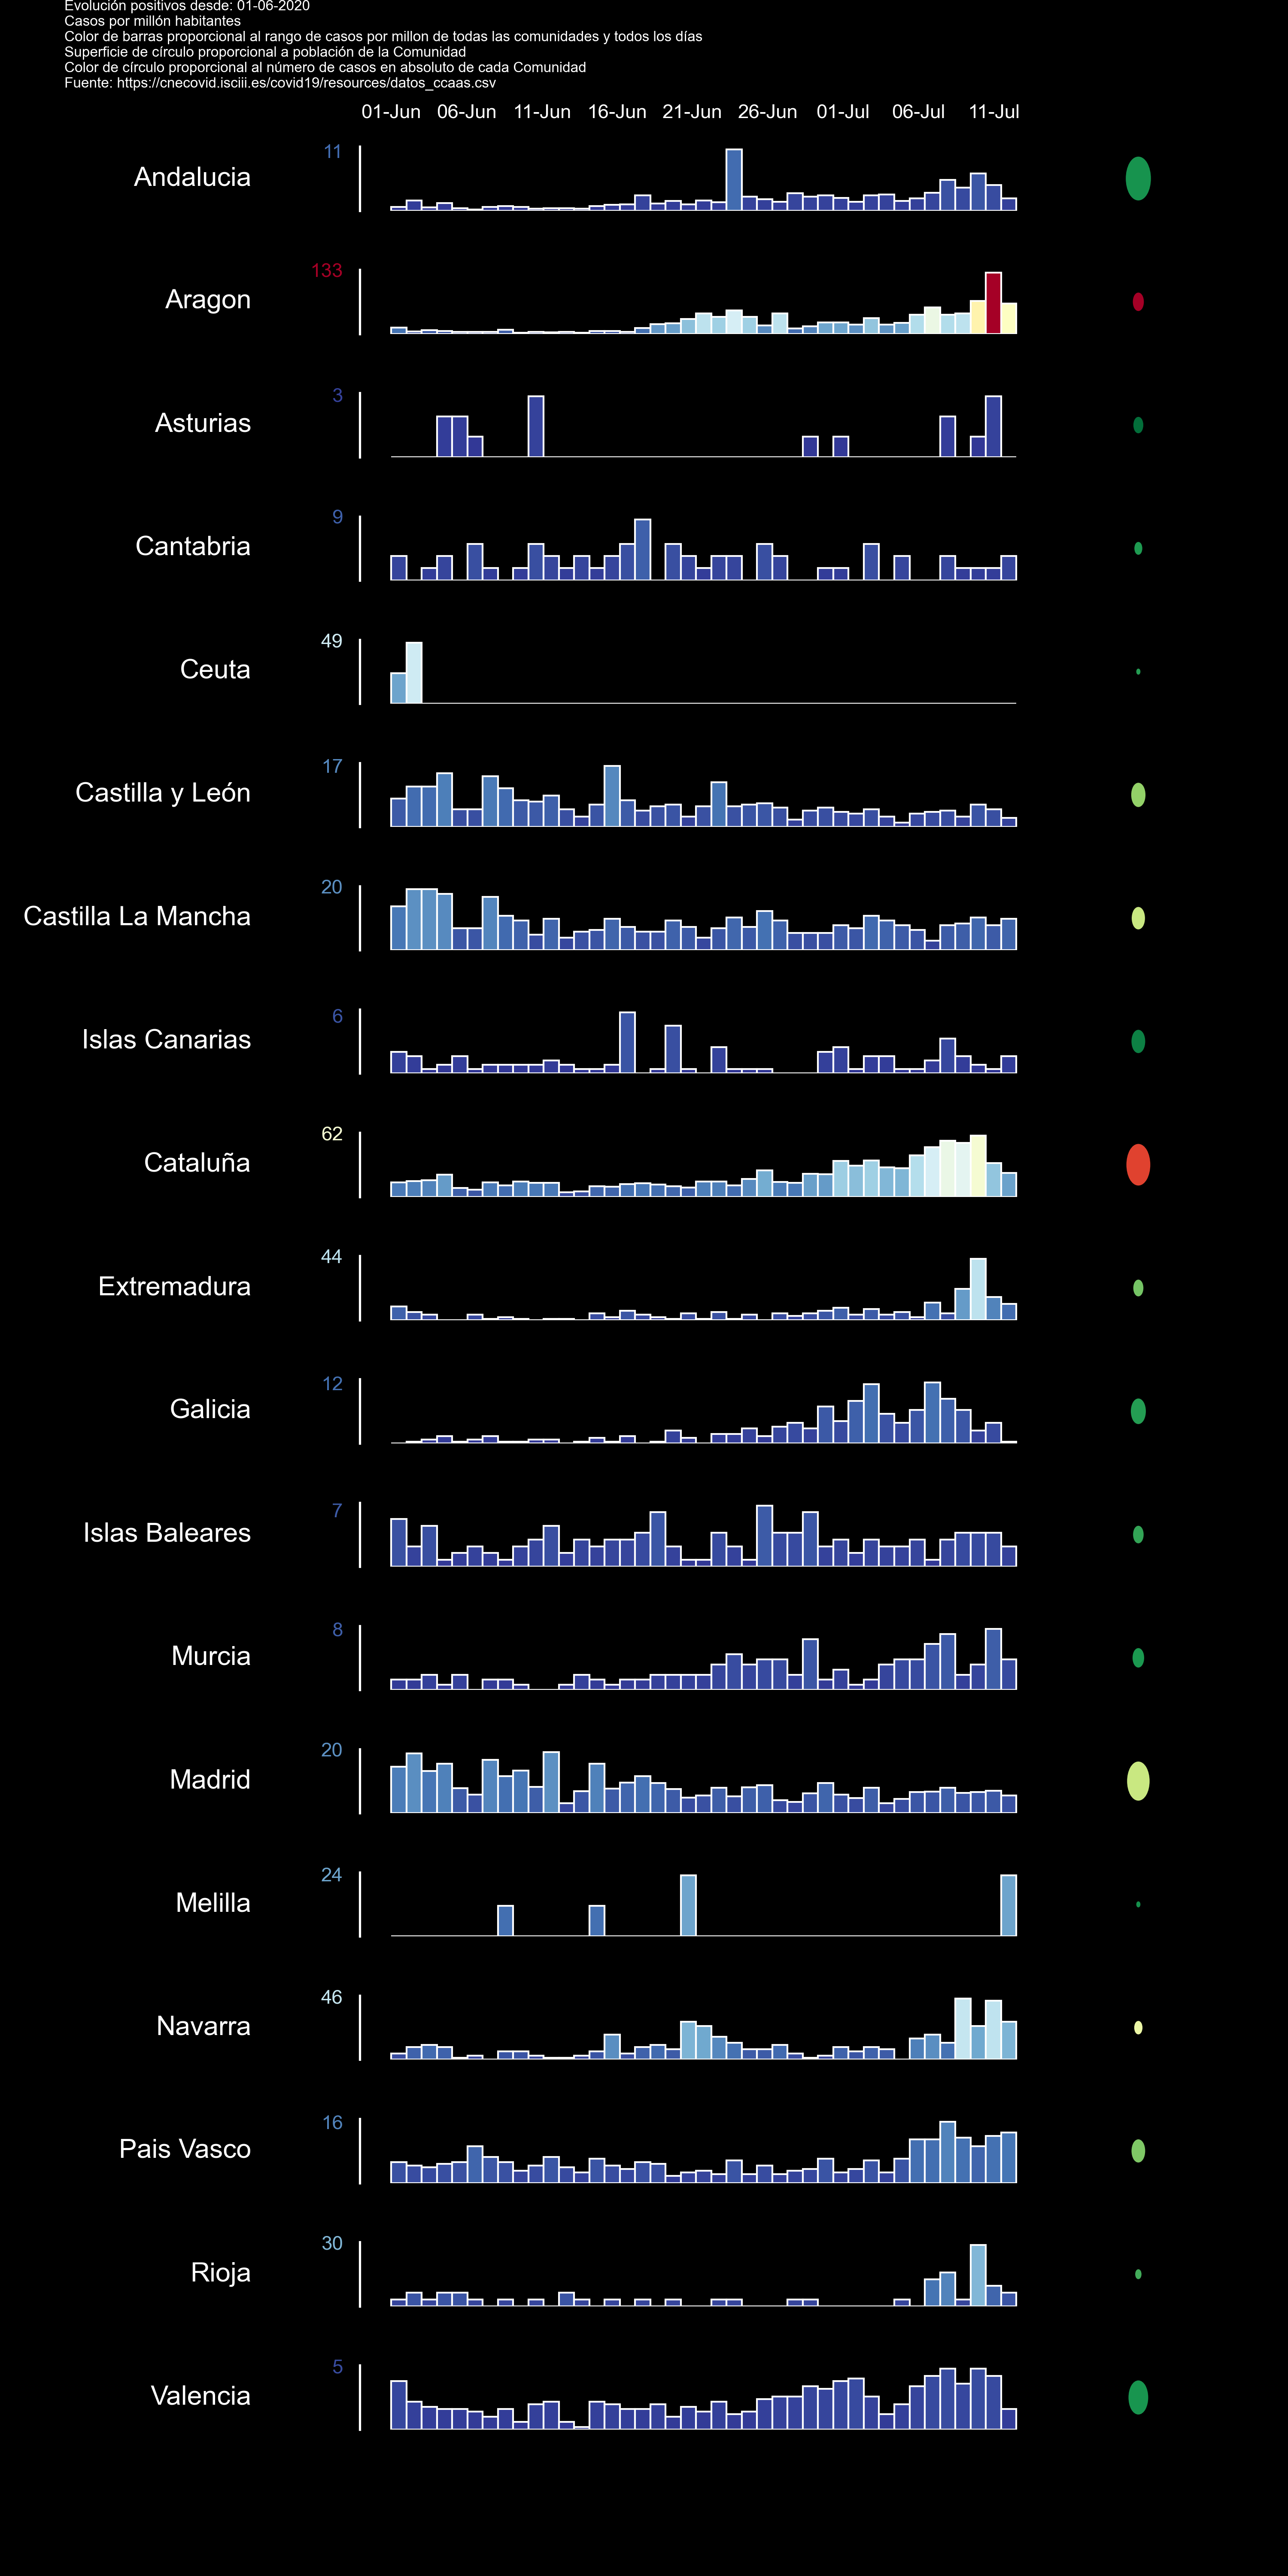 Evolución positivos desde: 01-06-2020
Casos por millón habitantes
Color de barras proporcional al rango de casos por millon de todas las comunidades y todos los días
Superficie de círculo proporcional a población de la Comunidad
Color de círculo proporcional al número de casos en absoluto de cada Comunidad
Fuente: https://cnecovid.isciii.es/covid19/resources/datos_ccaas.csv
01-Jun 06-Jun 11-Jun 16-Jun 21-Jun 26-Jun 01-Jul 06-Jul 11-Jul
11
Andalucia
133
Aragon
3
Asturias
9
Cantabria
49
Ceuta
17
Castilla y León
20
Castilla La Mancha
6
Islas Canarias
62
Cataluña
44
Extremadura
12
Galicia
7
Islas Baleares
8
Murcia
20
Madrid
24
Melilla
46
Navarra
16
Pais Vasco
30
Rioja
5
Valencia